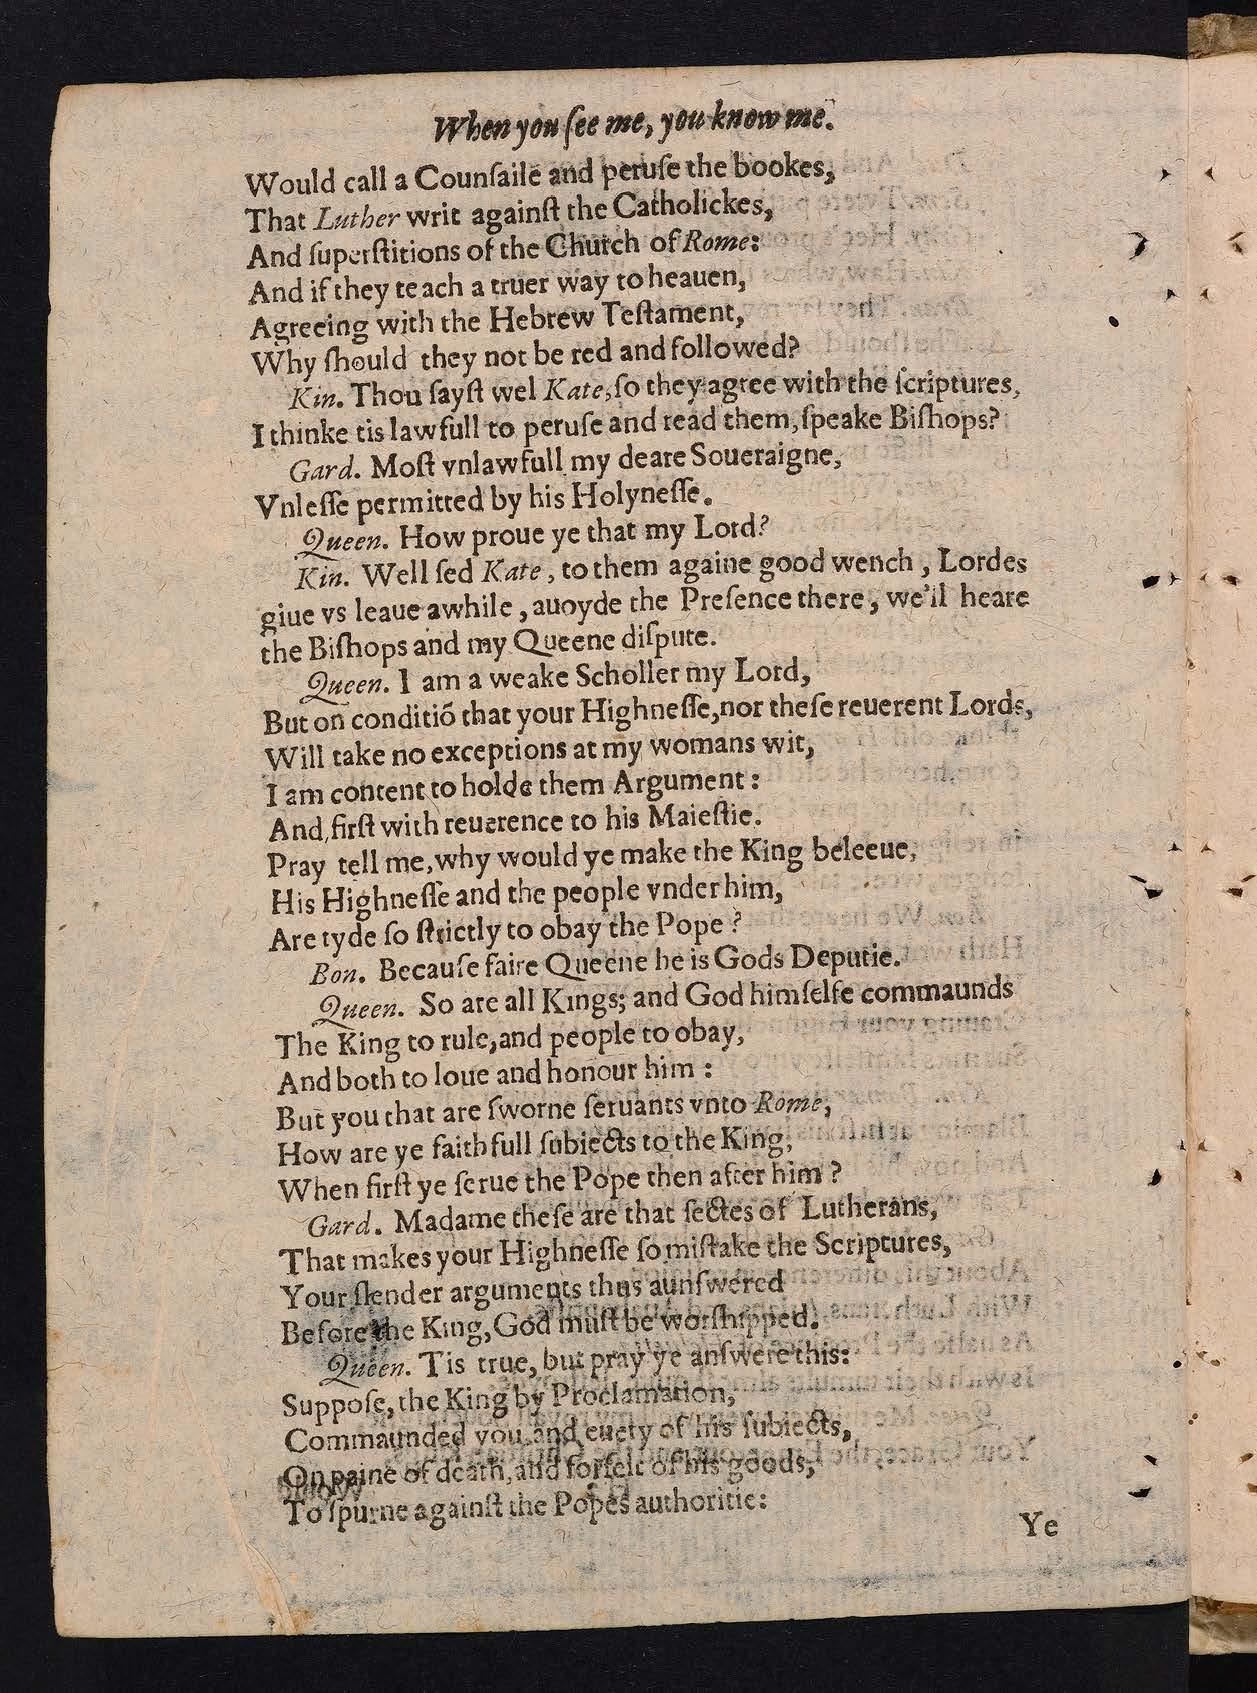 When you ſee me, you know me.
Would call a Counſaile and peruſe the bookes,
That Luther writ againſt the Catholickes,
And ſuperſtitions of the Church of Rome:
And if they teach a truer way to heauen,
Agreeing with the Hebrew Teſtament,
Why ſhould they not be red and followed?
Kin. Thou ſayſt wel Kate, ſo they agree with the ſcriptures,
I thinke tis lawfull to peruſe and read them, ſpeake Biſhops?
Gard. Moſt vnlawfull my deare Soueraigne,
Vnleſſe permitted by his Holyneſſe.
Queen. How proue ye that my Lord?
Kin. Well ſed Kate, to them againe good wench, Lordes
giue vs leaue awhile, auoyde the Preſence there, we'il heare
the Biſhops and my Queene diſpute.
Queen. I am a weake Scholler my Lord,
But on conditiõ that your Highneſſe, nor theſe reuerent Lords,
Will take no exceptions at my womans wit,
I am content to holde them Argument:
And, firſt with reuerence to his Maieſtie.
Pray tell me, why would ye make the King beleeue,
His Highneſſe and the people vnder him,
Are tyde ſo ſtrictly to obay the Pope?
Bon. Becauſe faire Queene he is Gods Deputie.
Queen. So are all Kings; and God himſelfe commaunds
The King to rule, and people to obay,
And both to loue and honour him:
But you that are ſworne ſeruants vnto Rome,
How are ye faithfull ſubiects to the King,
When firſt ye ſerue the Pope then after him?
Gard. Madame theſe are that ſectes of Lutherans,
That makes your Highneſſe ſo miſtake the Scriptures,
Your ſlender arguments thus aunſwered
Before the King, God muſt be worſhipped.
Queen. Tis true, but pray ye anſwere this:
Suppoſe, the King by Proclamation,
Commaunded you and euery of his ſubiects,
On paine of death, and forfeit of his goods,
To ſpurne againſt the Popes authoritie:
Ye